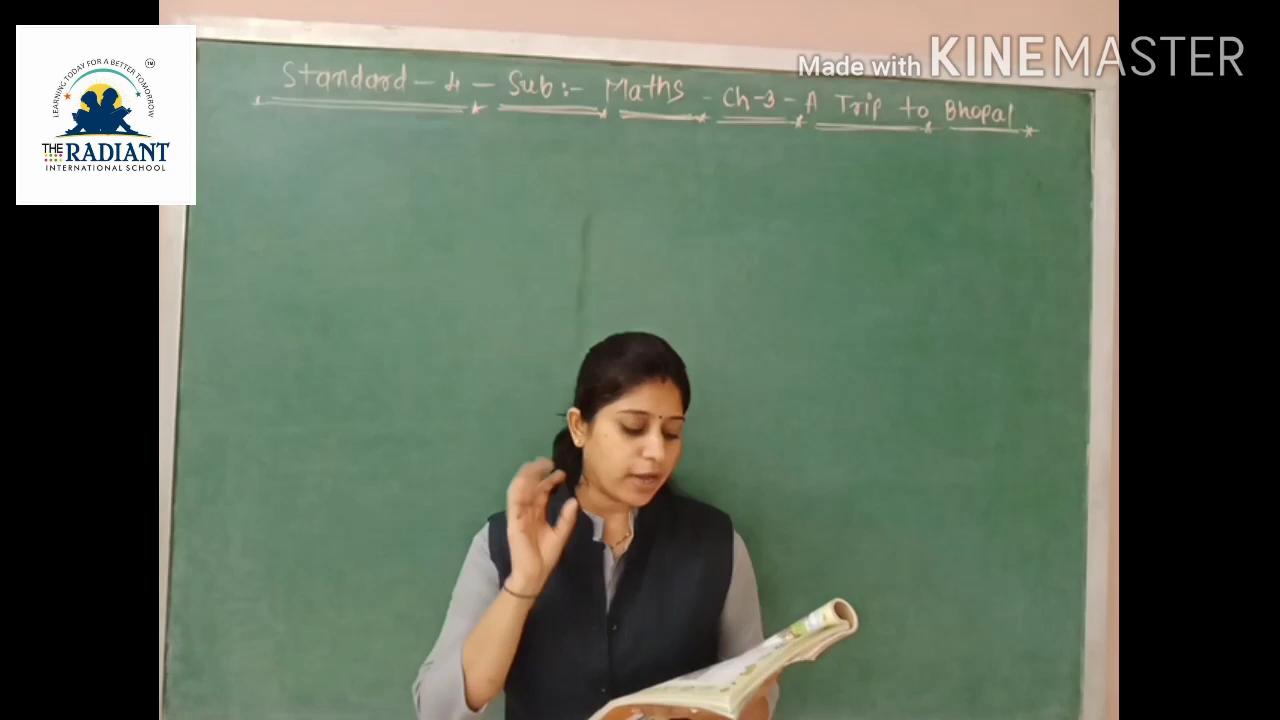 LEARNING TODAY FOR A BETTER TOMORROW
TM
THE RADIANT
INTERNATIONAL SCHOOL
Made with KINEMASTER
Standard - 4 - Sub :- Maths - Ch-3 - A Trip to Bhopal